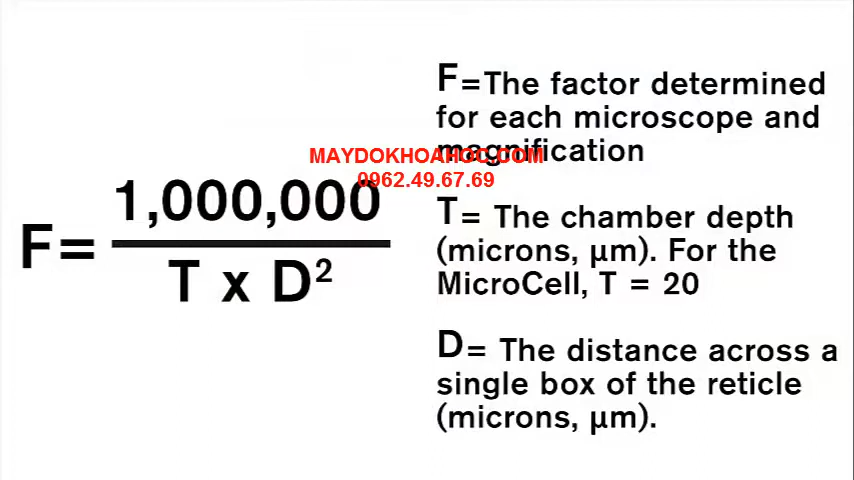 F=
1,000,000
T x D²
F=The factor determined
for each microscope and
magnification
MAYDOKHOAHOC.COM
0962.49.67.69
T= The chamber depth
(microns, µm). For the
MicroCell, T = 20
D= The distance across a
single box of the reticle
(microns, µm).